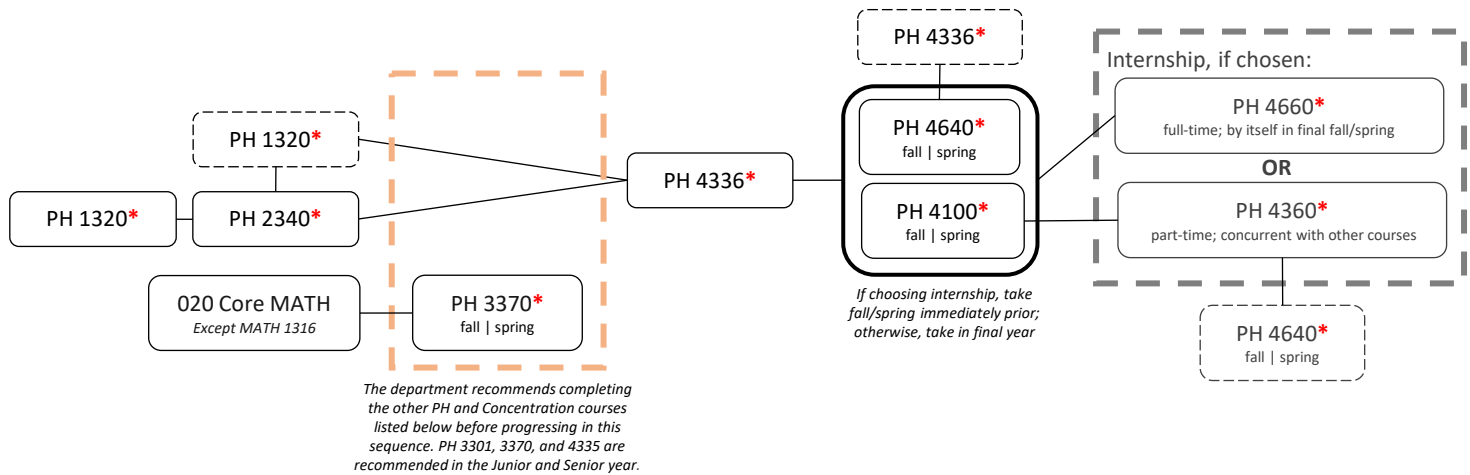 PH 4336*
Internship, if chosen:
PH 4660*
full-time; by itself in final fall/spring
OR
PH 4360*
part-time; concurrent with other courses
PH 4640*
fall | spring
PH 4640*
fall | spring
PH 4100*
fall | spring
If choosing internship, take
fall/spring immediately prior;
otherwise, take in final year
PH 4336*
PH 1320*
PH 1320*
PH 2340*
020 Core MATH
Except MATH 1316
PH 3370*
fall | spring
The department recommends completing
the other PH and Concentration courses
listed below before progressing in this
sequence. PH 3301, 3370, and 4335 are
recommended in the Junior and Senior year.